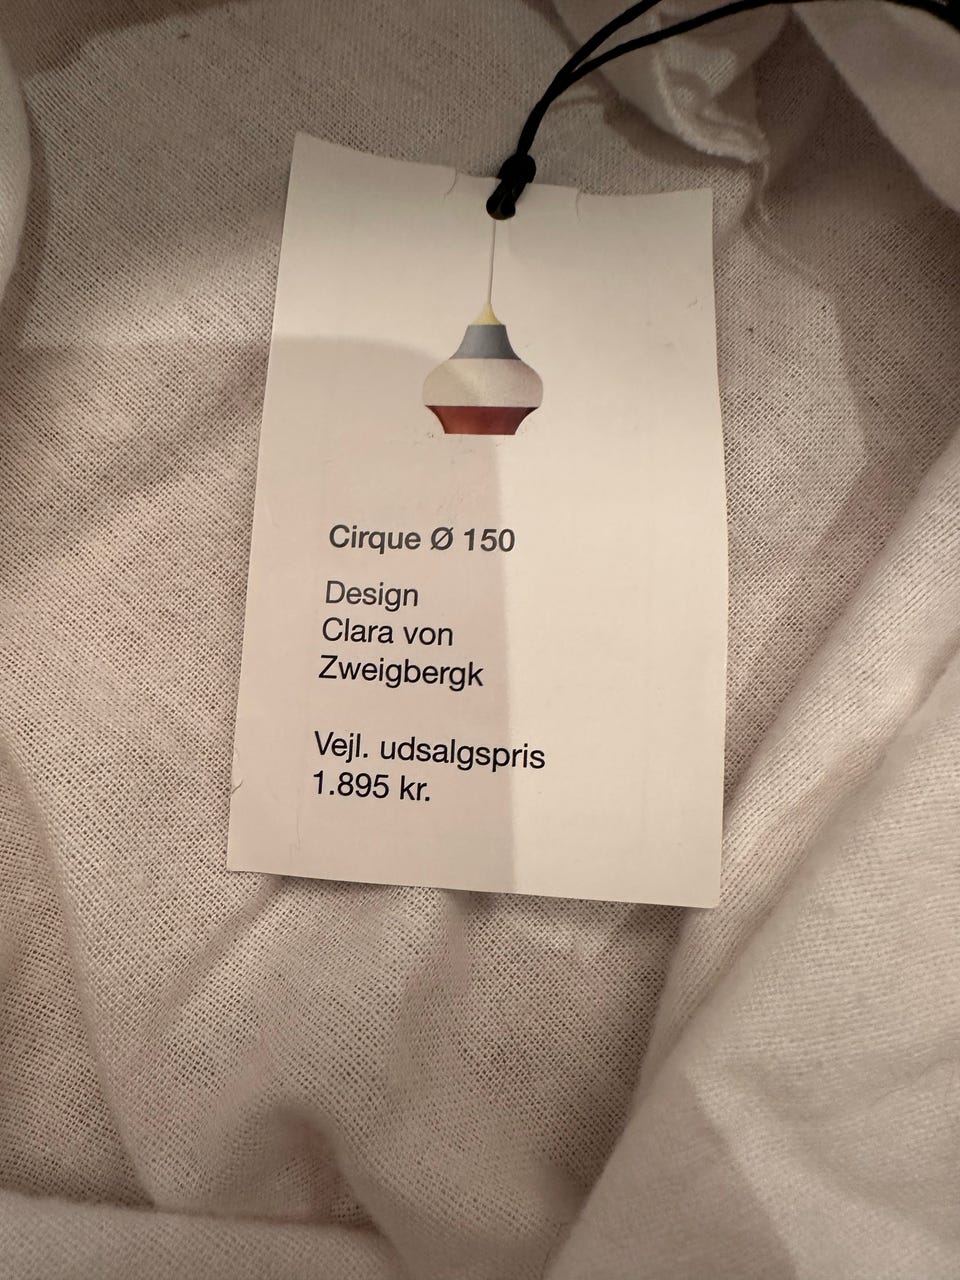 Cirque Ø 150
Design
Clara von
Zweigbergk
Vejl. udsalgspris
1.895 kr.